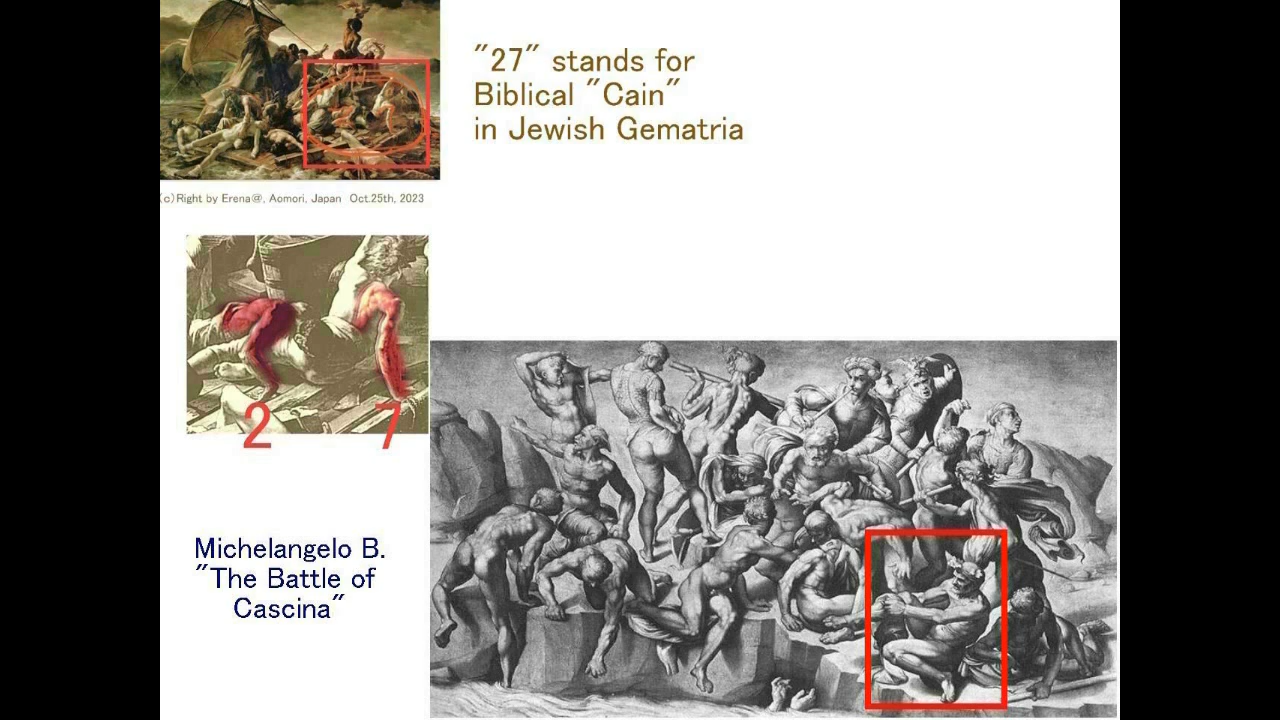 "27" stands for
Biblical "Cain"
in Jewish Gematria
(c)Right by Erena@, Aomori, Japan Oct.25th, 2023
2 7
Michelangelo B.
"The Battle of
Cascina"